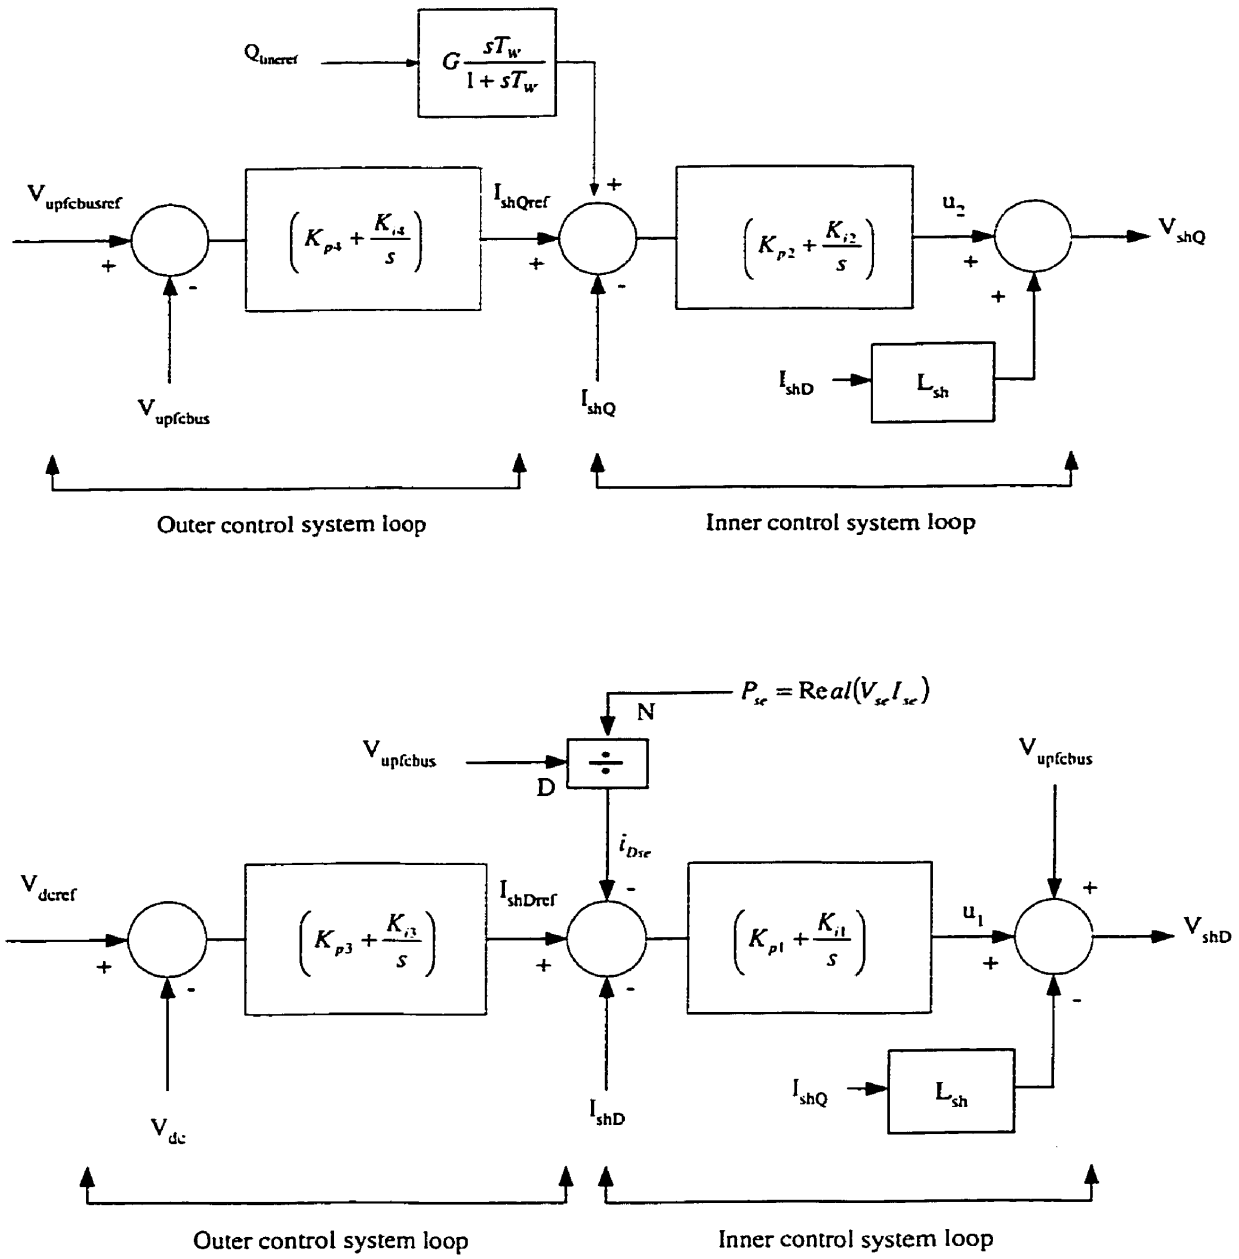 Q_lineref
G sT_w / 1 + sT_w
V_upfcbusref
+
-
V_upfcbus
(K_p4 + K_i4 / s)
I_shQref
+
+
-
I_shQ
(K_p2 + K_i2 / s)
u_2
+
+
V_shQ
I_shD
L_sh
Outer control system loop
Inner control system loop
P_se = Real(V_se I_se)
N
V_upfcbus
D
÷
i_Dse
V_upfcbus
V_dcref
+
-
V_dc
(K_p3 + K_i3 / s)
I_shDref
+
-
-
I_shD
(K_p1 + K_i1 / s)
u_1
+
+
-
V_shD
I_shQ
L_sh
Outer control system loop
Inner control system loop